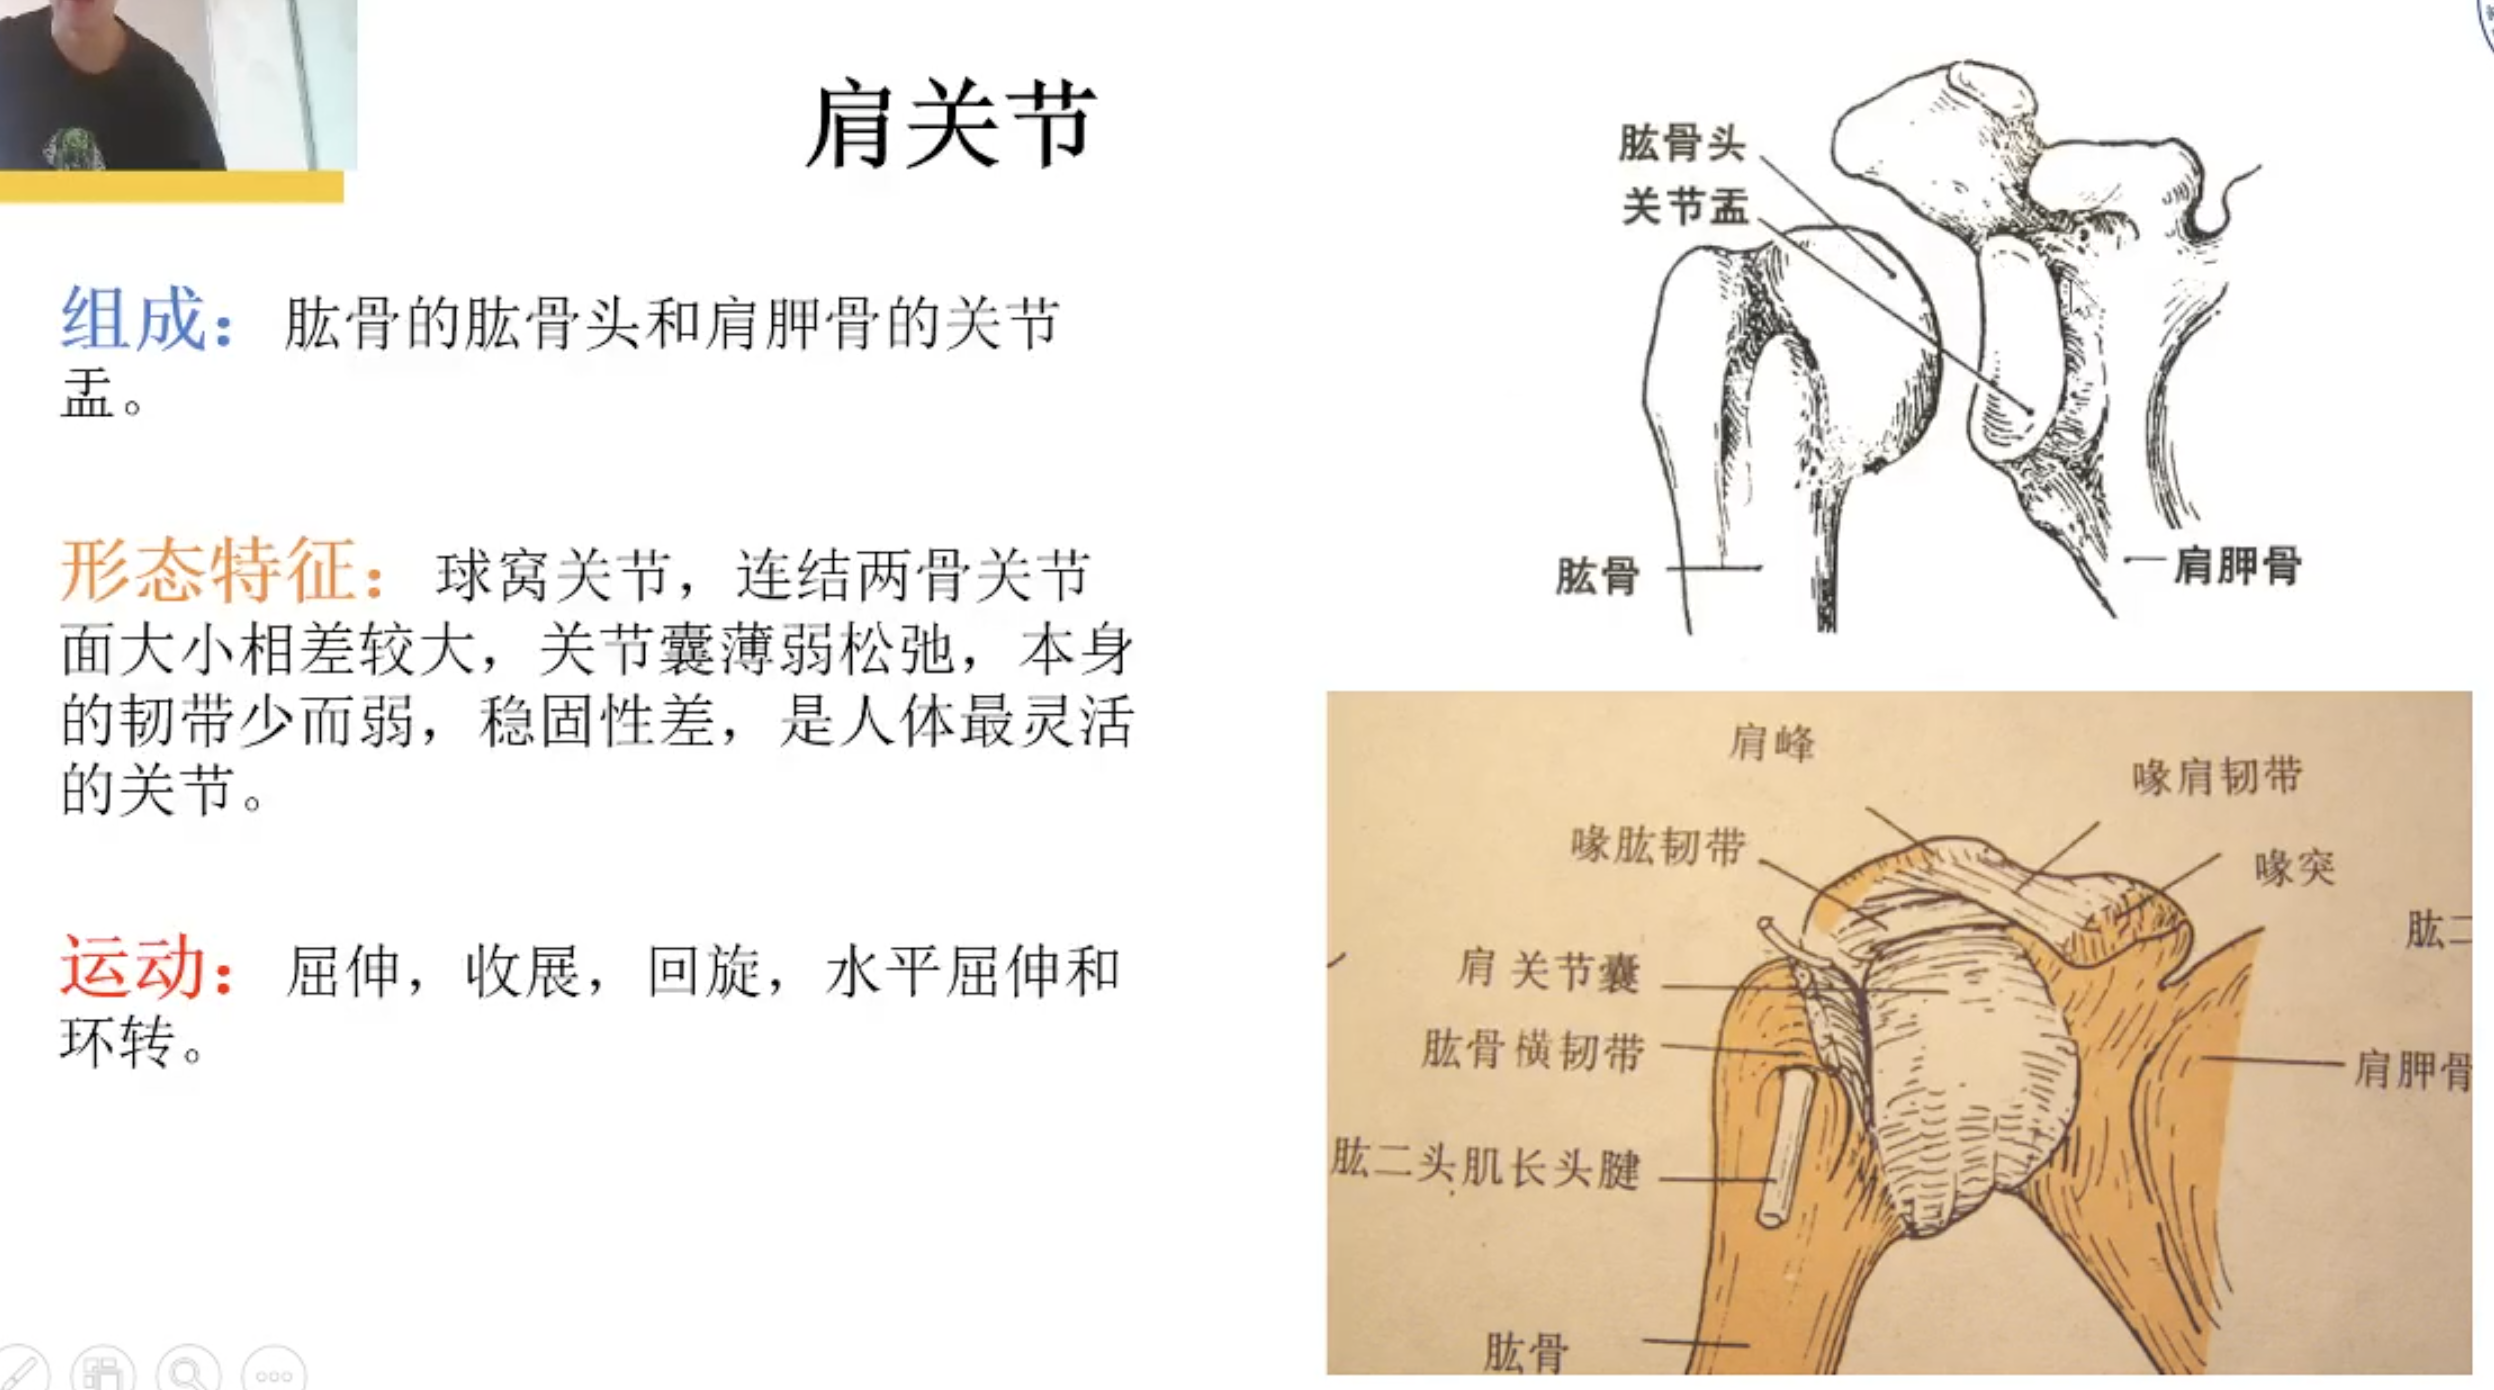 肩关节
组成：肱骨的肱骨头和肩胛骨的关节
盂。
形态特征：球窝关节，连结两骨关节
面大小相差较大，关节囊薄弱松弛，本身
的韧带少而弱，稳固性差，是人体最灵活
的关节。
运动：屈伸，收展，回旋，水平屈伸和
环转。
肱骨头
关节盂
肱骨
肩胛骨
肩峰
喙肩韧带
喙肱韧带
喙突
肱二
肩关节囊
肱骨横韧带
肩胛骨
肱二头肌长头腱
肱骨